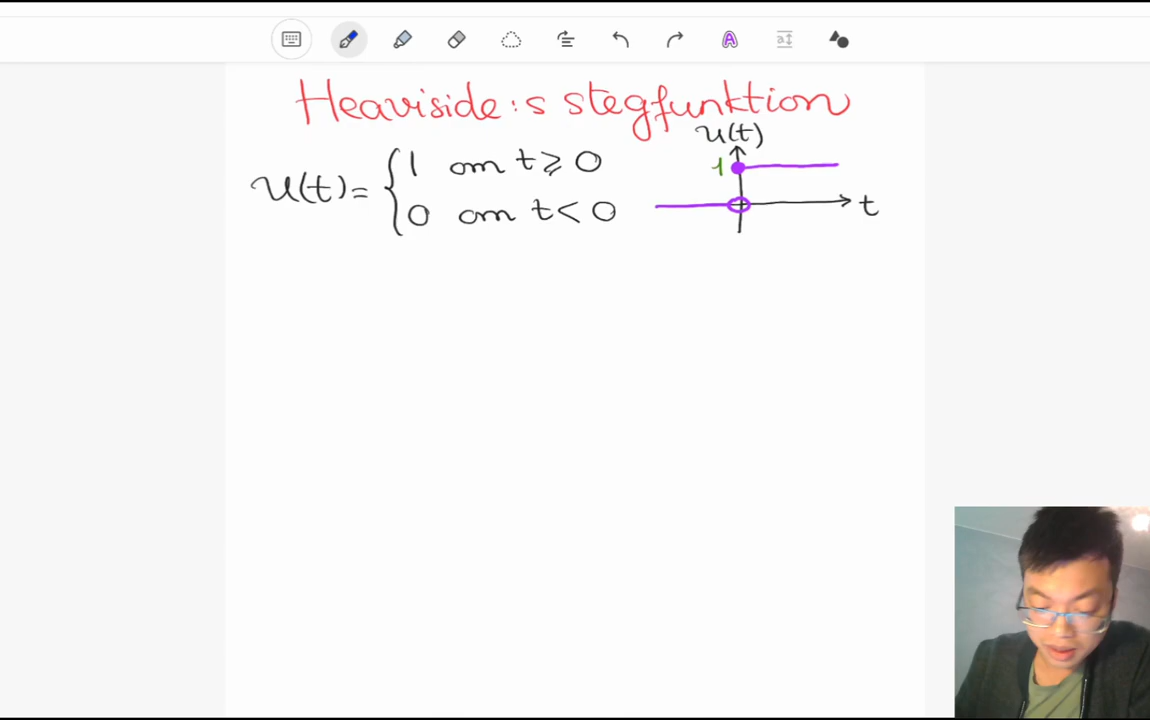 Heaviside:s stegfunktion
U(t)= { 1 om t ⩾ 0
0 om t < 0
U(t)
1
t